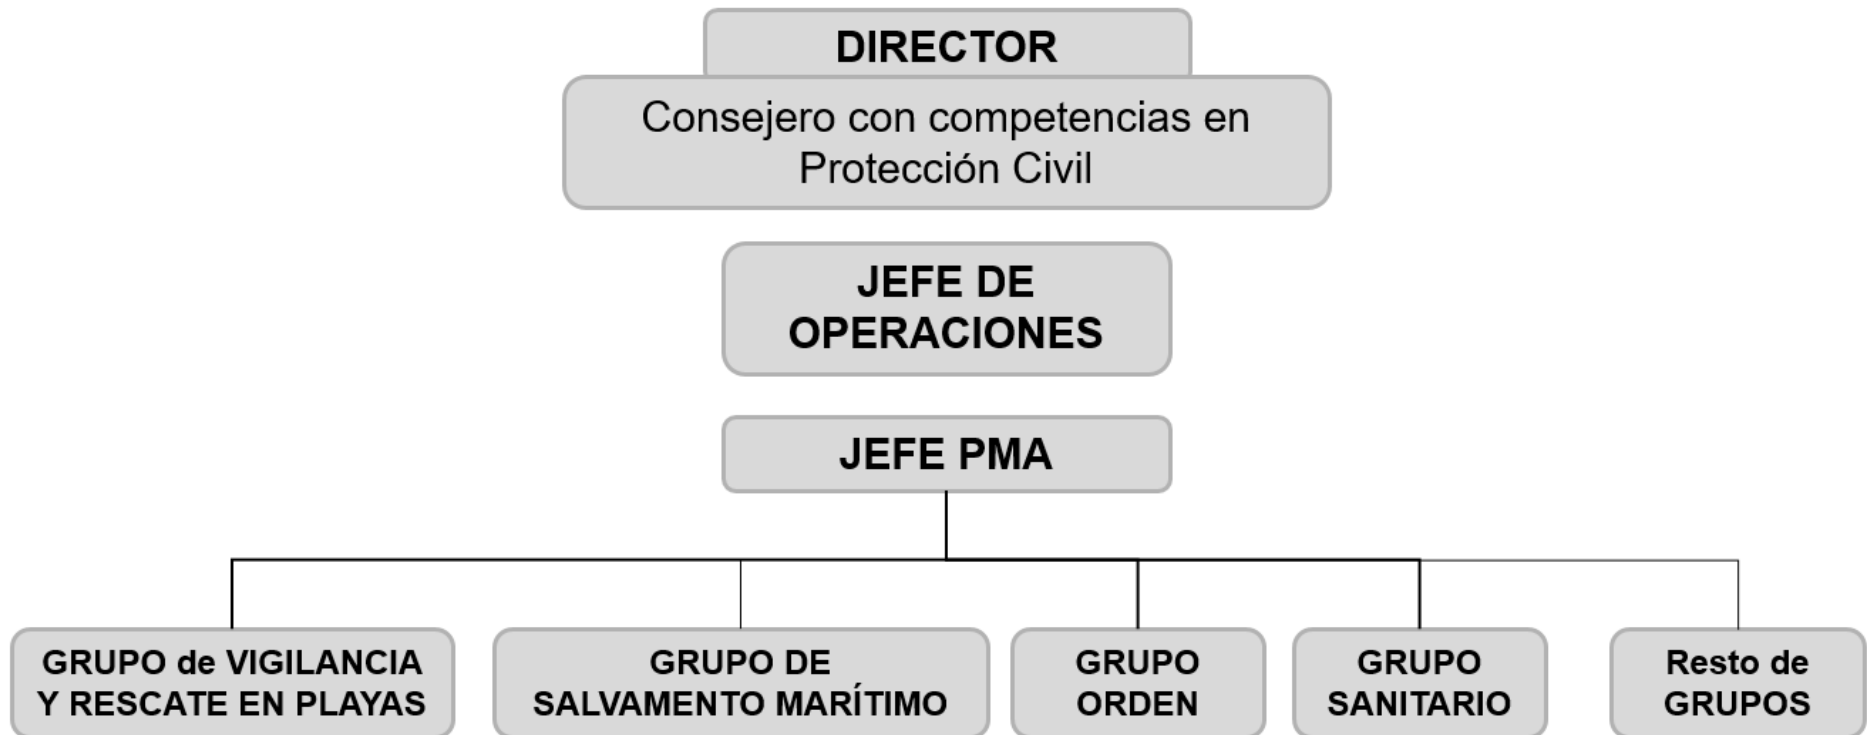 DIRECTOR
Consejero con competencias en
Protección Civil
JEFE DE
OPERACIONES
JEFE PMA
GRUPO de VIGILANCIA
Y RESCATE EN PLAYAS
GRUPO DE
SALVAMENTO MARÍTIMO
GRUPO
ORDEN
GRUPO
SANITARIO
Resto de
GRUPOS